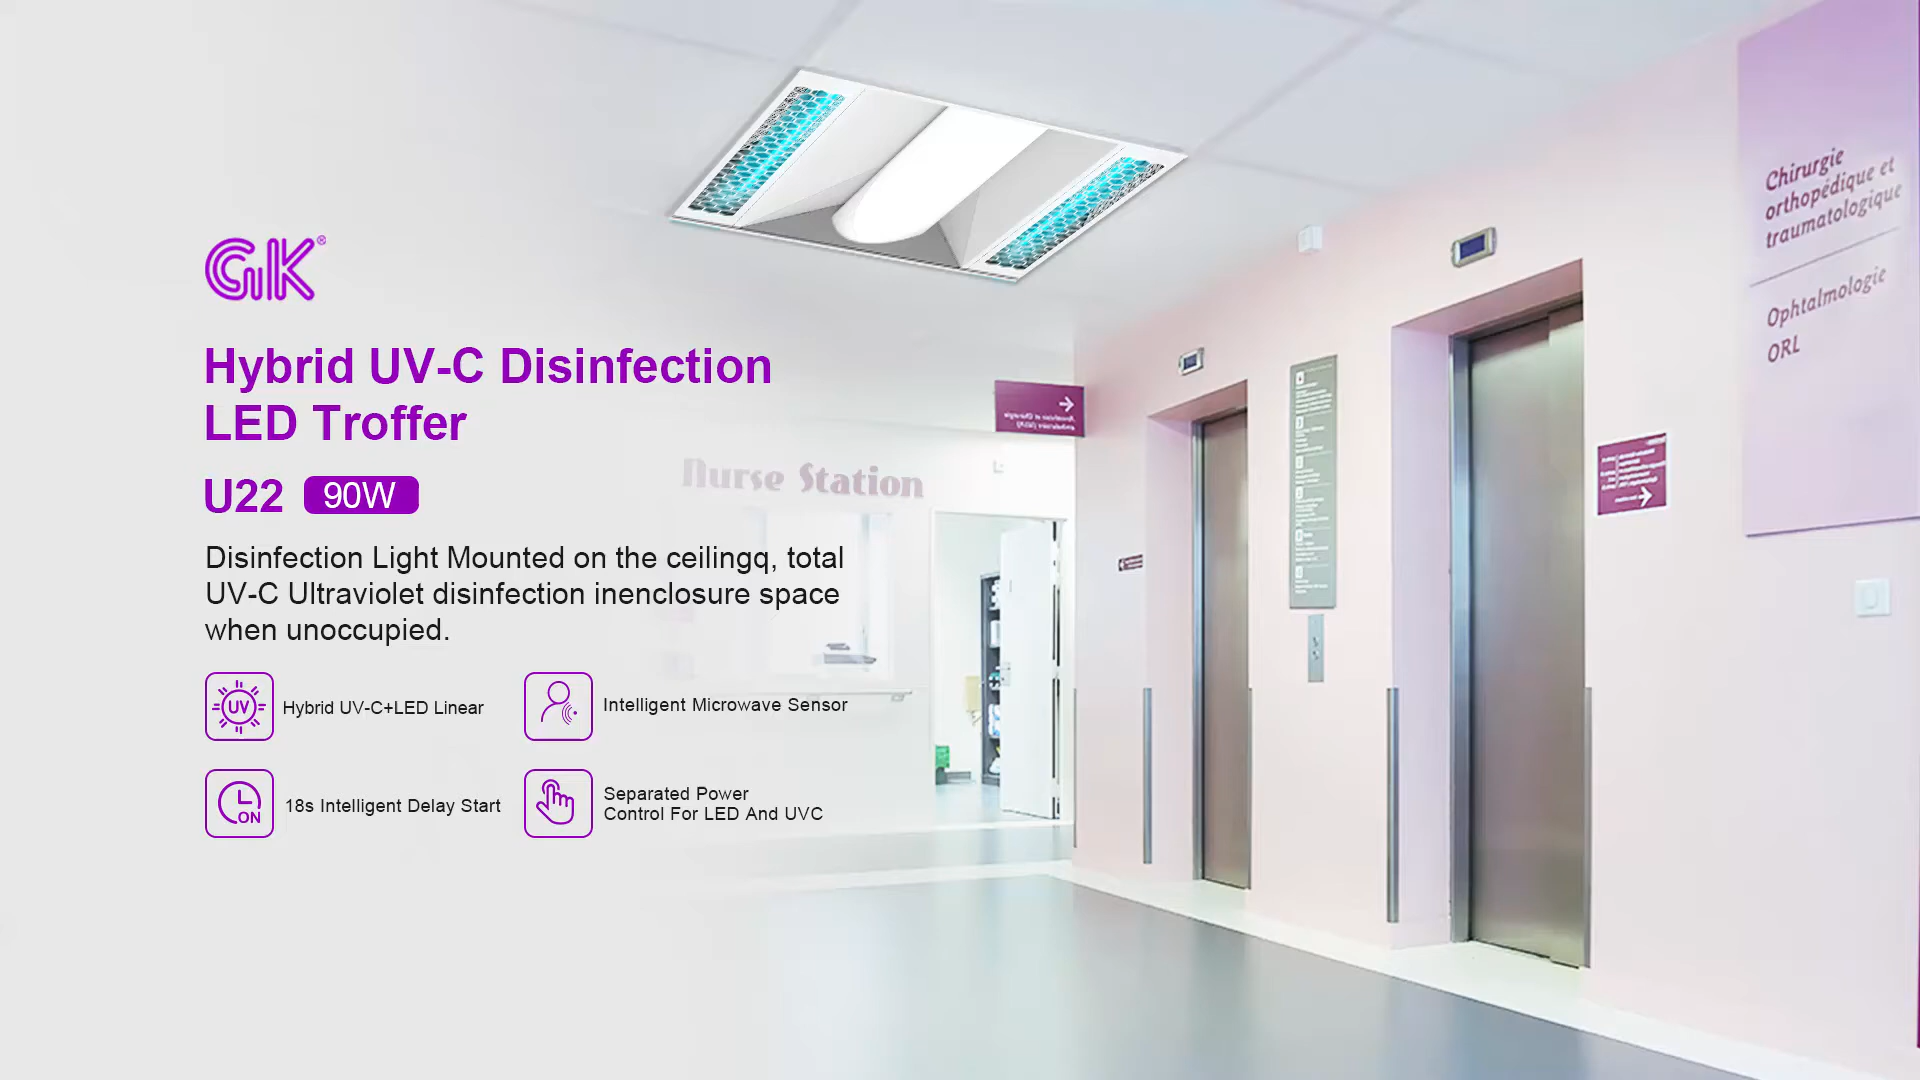 GK®
Hybrid UV-C Disinfection
LED Troffer
U22 90W
Disinfection Light Mounted on the ceilingq, total
UV-C Ultraviolet disinfection inenclosure space
when unoccupied.
UV
Hybrid UV-C+LED Linear
Intelligent Microwave Sensor
ON
18s Intelligent Delay Start
Separated Power
Control For LED And UVC
Nurse Station
Chirurgie
orthopédique et
traumatologique
Ophtalmologie
ORL